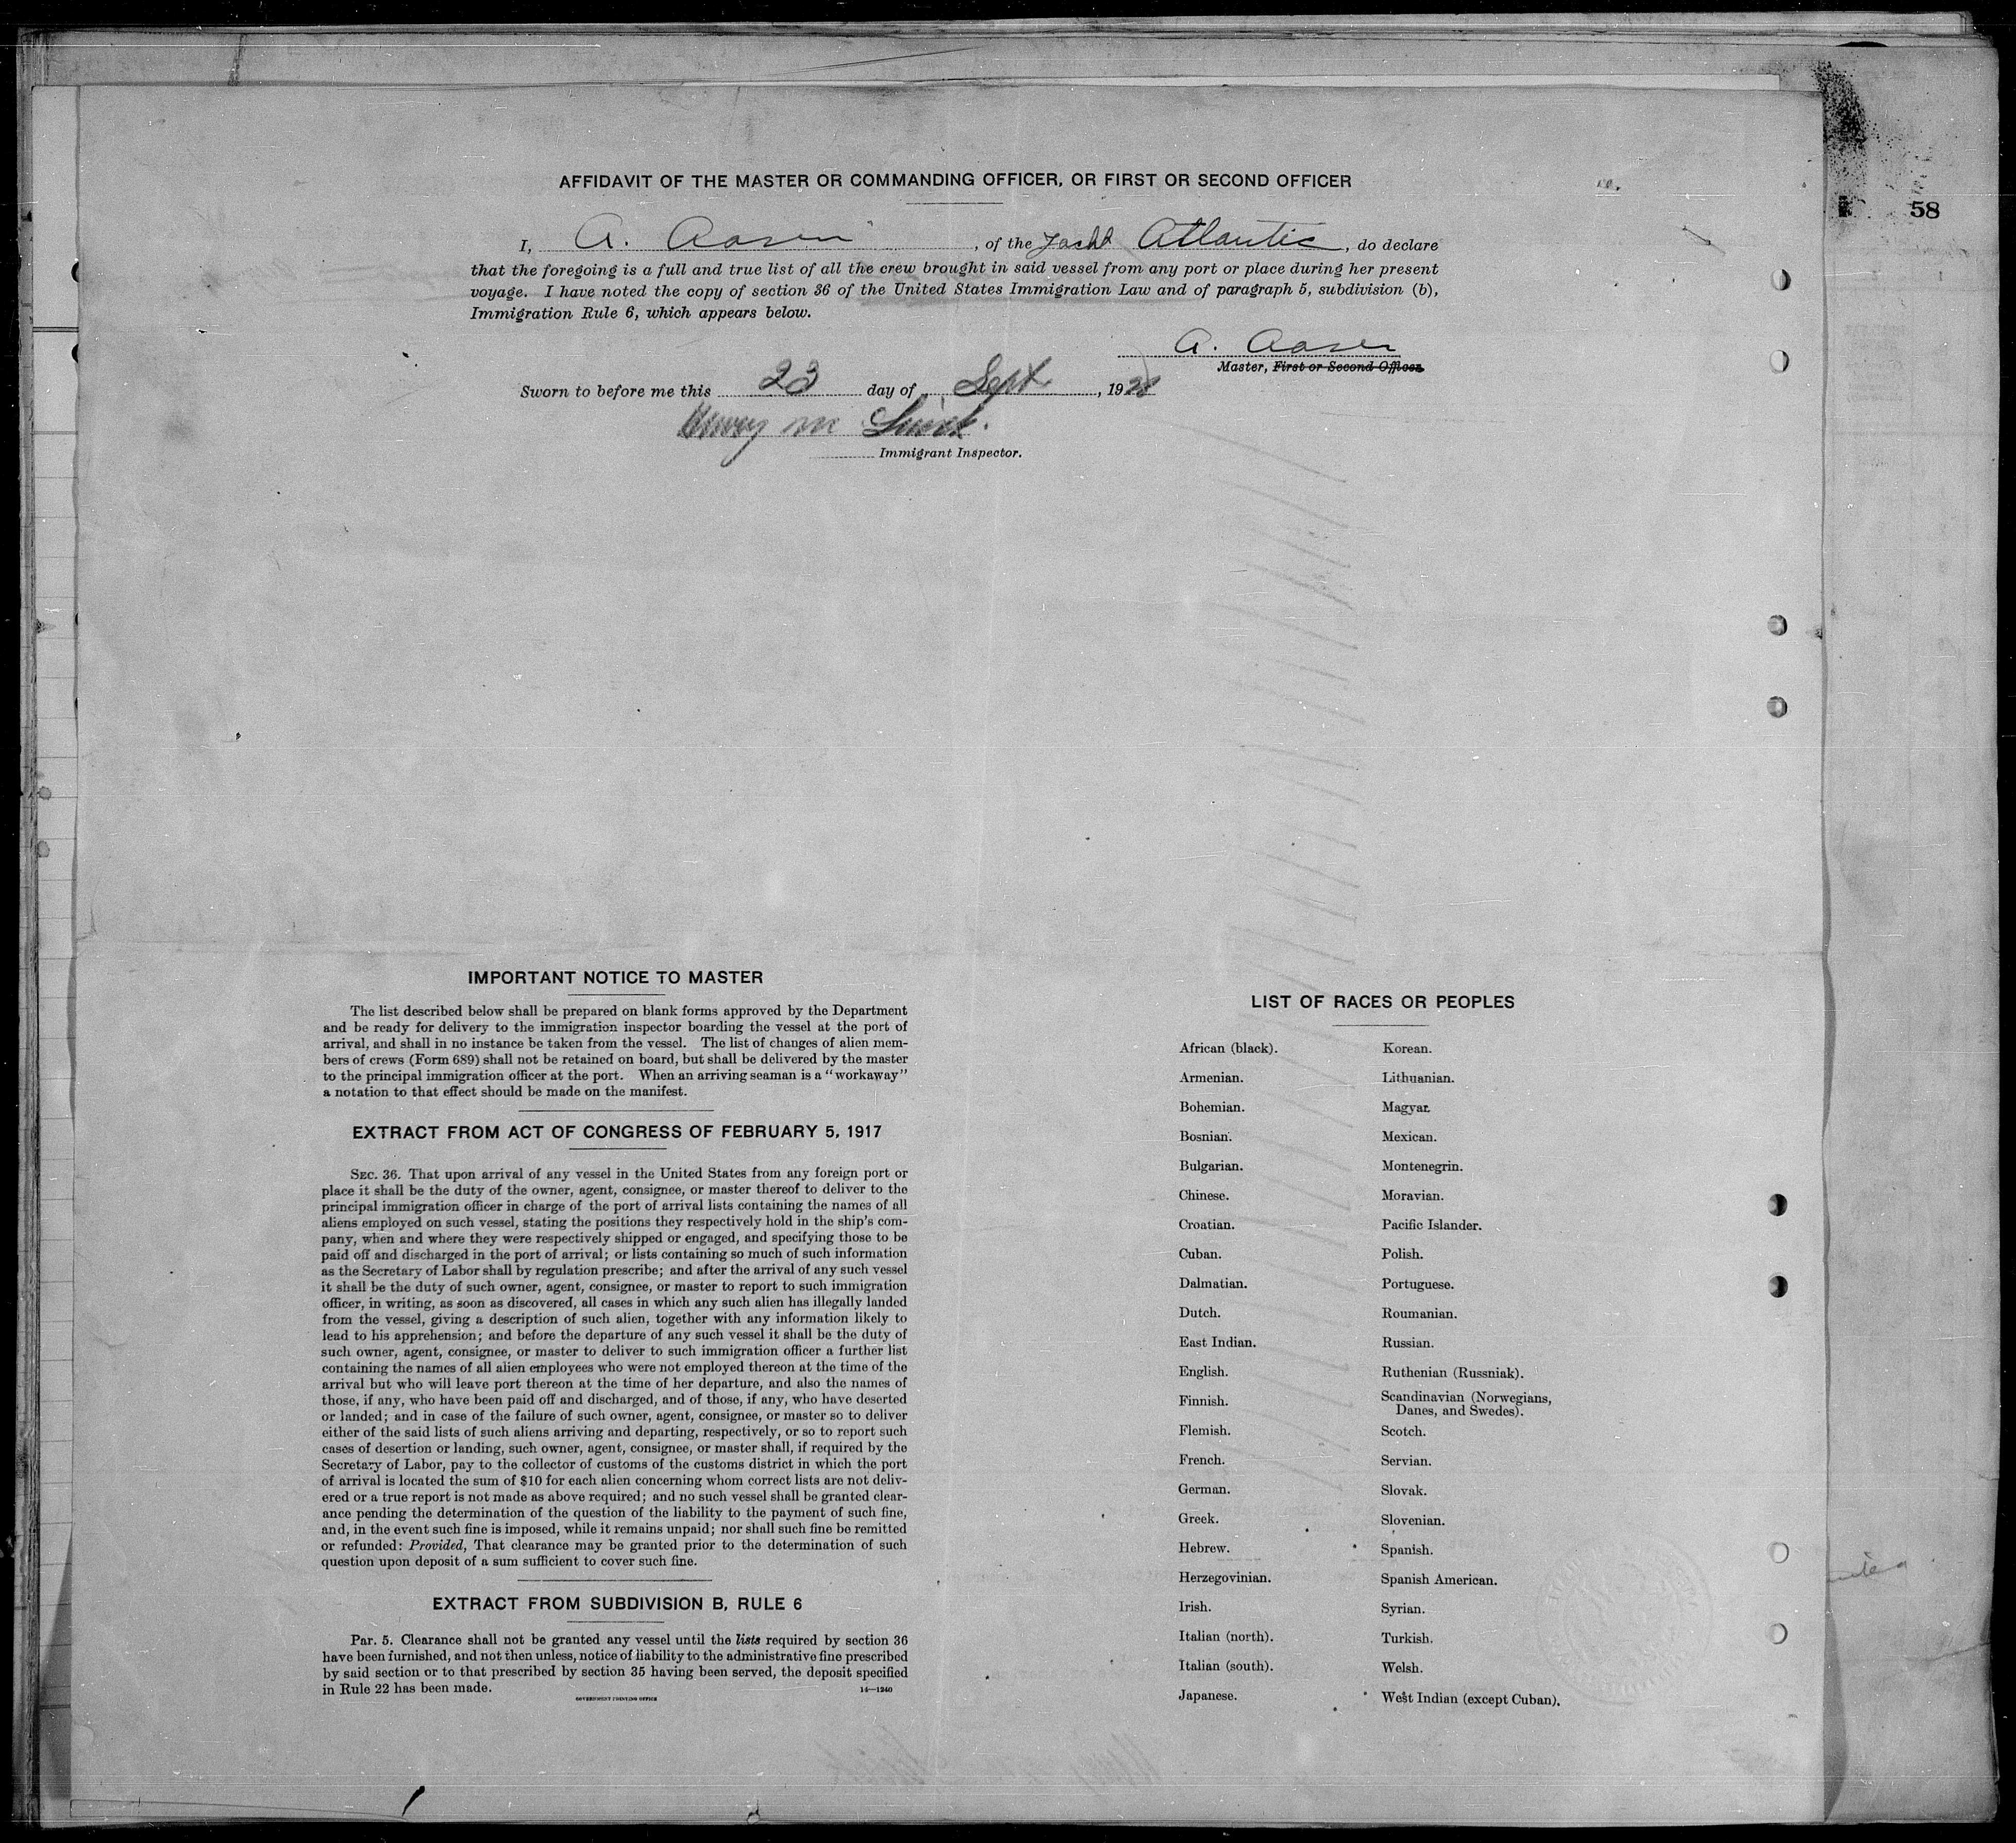 58
AFFIDAVIT OF THE MASTER OR COMMANDING OFFICER, OR FIRST OR SECOND OFFICER
I, A. Aasen, of the Yacht Atlantic, do declare
that the foregoing is a full and true list of all the crew brought in said vessel from any port or place during her present
voyage. I have noted the copy of section 36 of the United States Immigration Law and of paragraph 5, subdivision (b),
Immigration Rule 6, which appears below.
A. Aasen
Master, First or Second Officer.
Sworn to before me this 23 day of Sept., 1928
Immigrant Inspector.
IMPORTANT NOTICE TO MASTER
The list described below shall be prepared on blank forms approved by the Department
and be ready for delivery to the immigration inspector boarding the vessel at the port of
arrival, and shall in no instance be taken from the vessel. The list of changes of alien mem-
bers of crews (Form 689) shall not be retained on board, but shall be delivered by the master
to the principal immigration officer at the port. When an arriving seaman is a "workaway"
a notation to that effect should be made on the manifest.
EXTRACT FROM ACT OF CONGRESS OF FEBRUARY 5, 1917
SEC. 36. That upon arrival of any vessel in the United States from any foreign port or
place it shall be the duty of the owner, agent, consignee, or master thereof to deliver to the
principal immigration officer in charge of the port of arrival lists containing the names of all
aliens employed on such vessel, stating the positions they respectively hold in the ship's com-
pany, when and where they were respectively shipped or engaged, and specifying those to be
paid off and discharged in the port of arrival; or lists containing so much of such information
as the Secretary of Labor shall by regulation prescribe; and after the arrival of any such vessel
it shall be the duty of such owner, agent, consignee, or master to report to such immigration
officer, in writing, as soon as discovered, all cases in which any such alien has illegally landed
from the vessel, giving a description of such alien, together with any information likely to
lead to his apprehension; and before the departure of any such vessel it shall be the duty of
such owner, agent, consignee, or master to deliver to such immigration officer a further list
containing the names of all alien employees who were not employed thereon at the time of the
arrival but who will leave port thereon at the time of her departure, and also the names of
those, if any, who have been paid off and discharged, and of those, if any, who have deserted
or landed; and in case of the failure of such owner, agent, consignee, or master so to deliver
either of the said lists of such aliens arriving and departing, respectively, or so to report such
cases of desertion or landing, such owner, agent, consignee, or master shall, if required by the
Secretary of Labor, pay to the collector of customs of the customs district in which the port
of arrival is located the sum of $10 for each alien concerning whom correct lists are not deliv-
ered or a true report is not made as above required; and no such vessel shall be granted clear-
ance pending the determination of the question of the liability to the payment of such fine,
and, in the event such fine is imposed, while it remains unpaid; nor shall such fine be remitted
or refunded: Provided, That clearance may be granted prior to the determination of such
question upon deposit of a sum sufficient to cover such fine.
EXTRACT FROM SUBDIVISION B, RULE 6
Par. 5. Clearance shall not be granted any vessel until the lists required by section 36
have been furnished, and not then unless, notice of liability to the administrative fine prescribed
by said section or to that prescribed by section 35 having been served, the deposit specified
in Rule 22 has been made.
GOVERNMENT PRINTING OFFICE 14—1240
LIST OF RACES OR PEOPLES
African (black).
Armenian.
Bohemian.
Bosnian.
Bulgarian.
Chinese.
Croatian.
Cuban.
Dalmatian.
Dutch.
East Indian.
English.
Finnish.
Flemish.
French.
German.
Greek.
Hebrew.
Herzegovinian.
Irish.
Italian (north).
Italian (south).
Japanese.
Korean.
Lithuanian.
Magyar.
Mexican.
Montenegrin.
Moravian.
Pacific Islander.
Polish.
Portuguese.
Roumanian.
Russian.
Ruthenian (Russniak).
Scandinavian (Norwegians,
Danes, and Swedes).
Scotch.
Servian.
Slovak.
Slovenian.
Spanish.
Spanish American.
Syrian.
Turkish.
Welsh.
West Indian (except Cuban).